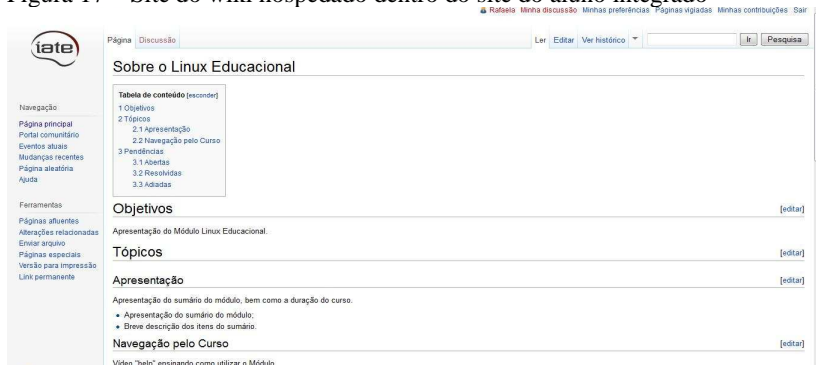 Figura 17 – Site do wiki hospedado dentro do site do aluno integrado
Rafaela Minha discussão Minhas preferências Páginas vigiadas Minhas contribuições Sair
iate
Página Discussão
Ler Editar Ver histórico
Ir Pesquisa
Sobre o Linux Educacional
Tabela de conteúdo [esconder]
1 Objetivos
2 Tópicos
2.1 Apresentação
2.2 Navegação pelo Curso
3 Pendências
3.1 Abertas
3.2 Resolvidas
3.3 Adiadas
Navegação
Página principal
Portal comunitário
Eventos atuais
Mudanças recentes
Página aleatória
Ajuda
Ferramentas
Páginas afluentes
Alterações relacionadas
Enviar arquivo
Páginas especiais
Versão para impressão
Link permanente
Objetivos [editar]
Apresentação do Módulo Linux Educacional.
Tópicos [editar]
Apresentação [editar]
Apresentação do sumário do módulo, bem como a duração do curso.
Apresentação do sumário do módulo;
Breve descrição dos itens do sumário.
Navegação pelo Curso [editar]
Vídeo "help" ensinando como utilizar o Módulo